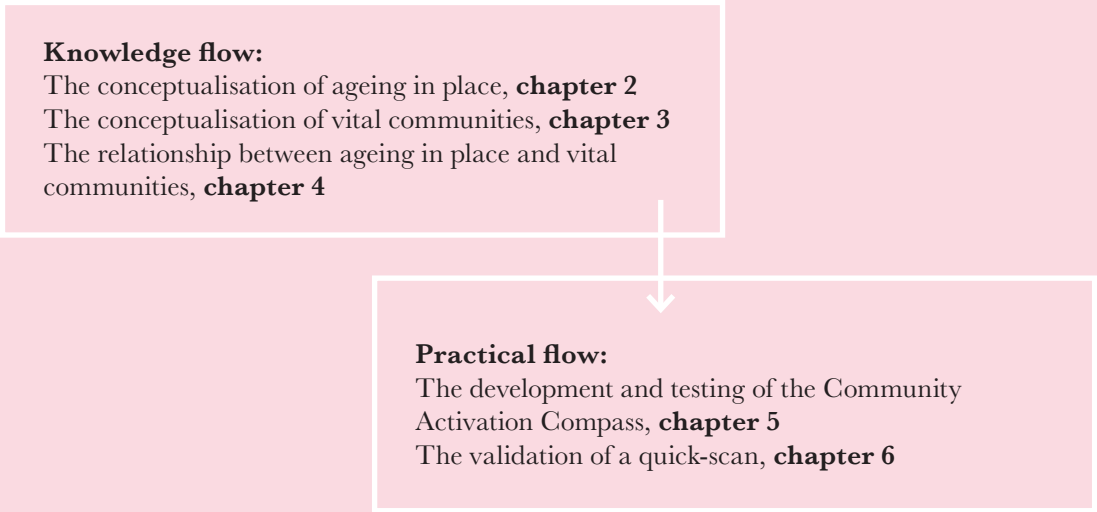 Knowledge flow:
The conceptualisation of ageing in place, chapter 2
The conceptualisation of vital communities, chapter 3
The relationship between ageing in place and vital
communities, chapter 4
Practical flow:
The development and testing of the Community
Activation Compass, chapter 5
The validation of a quick-scan, chapter 6